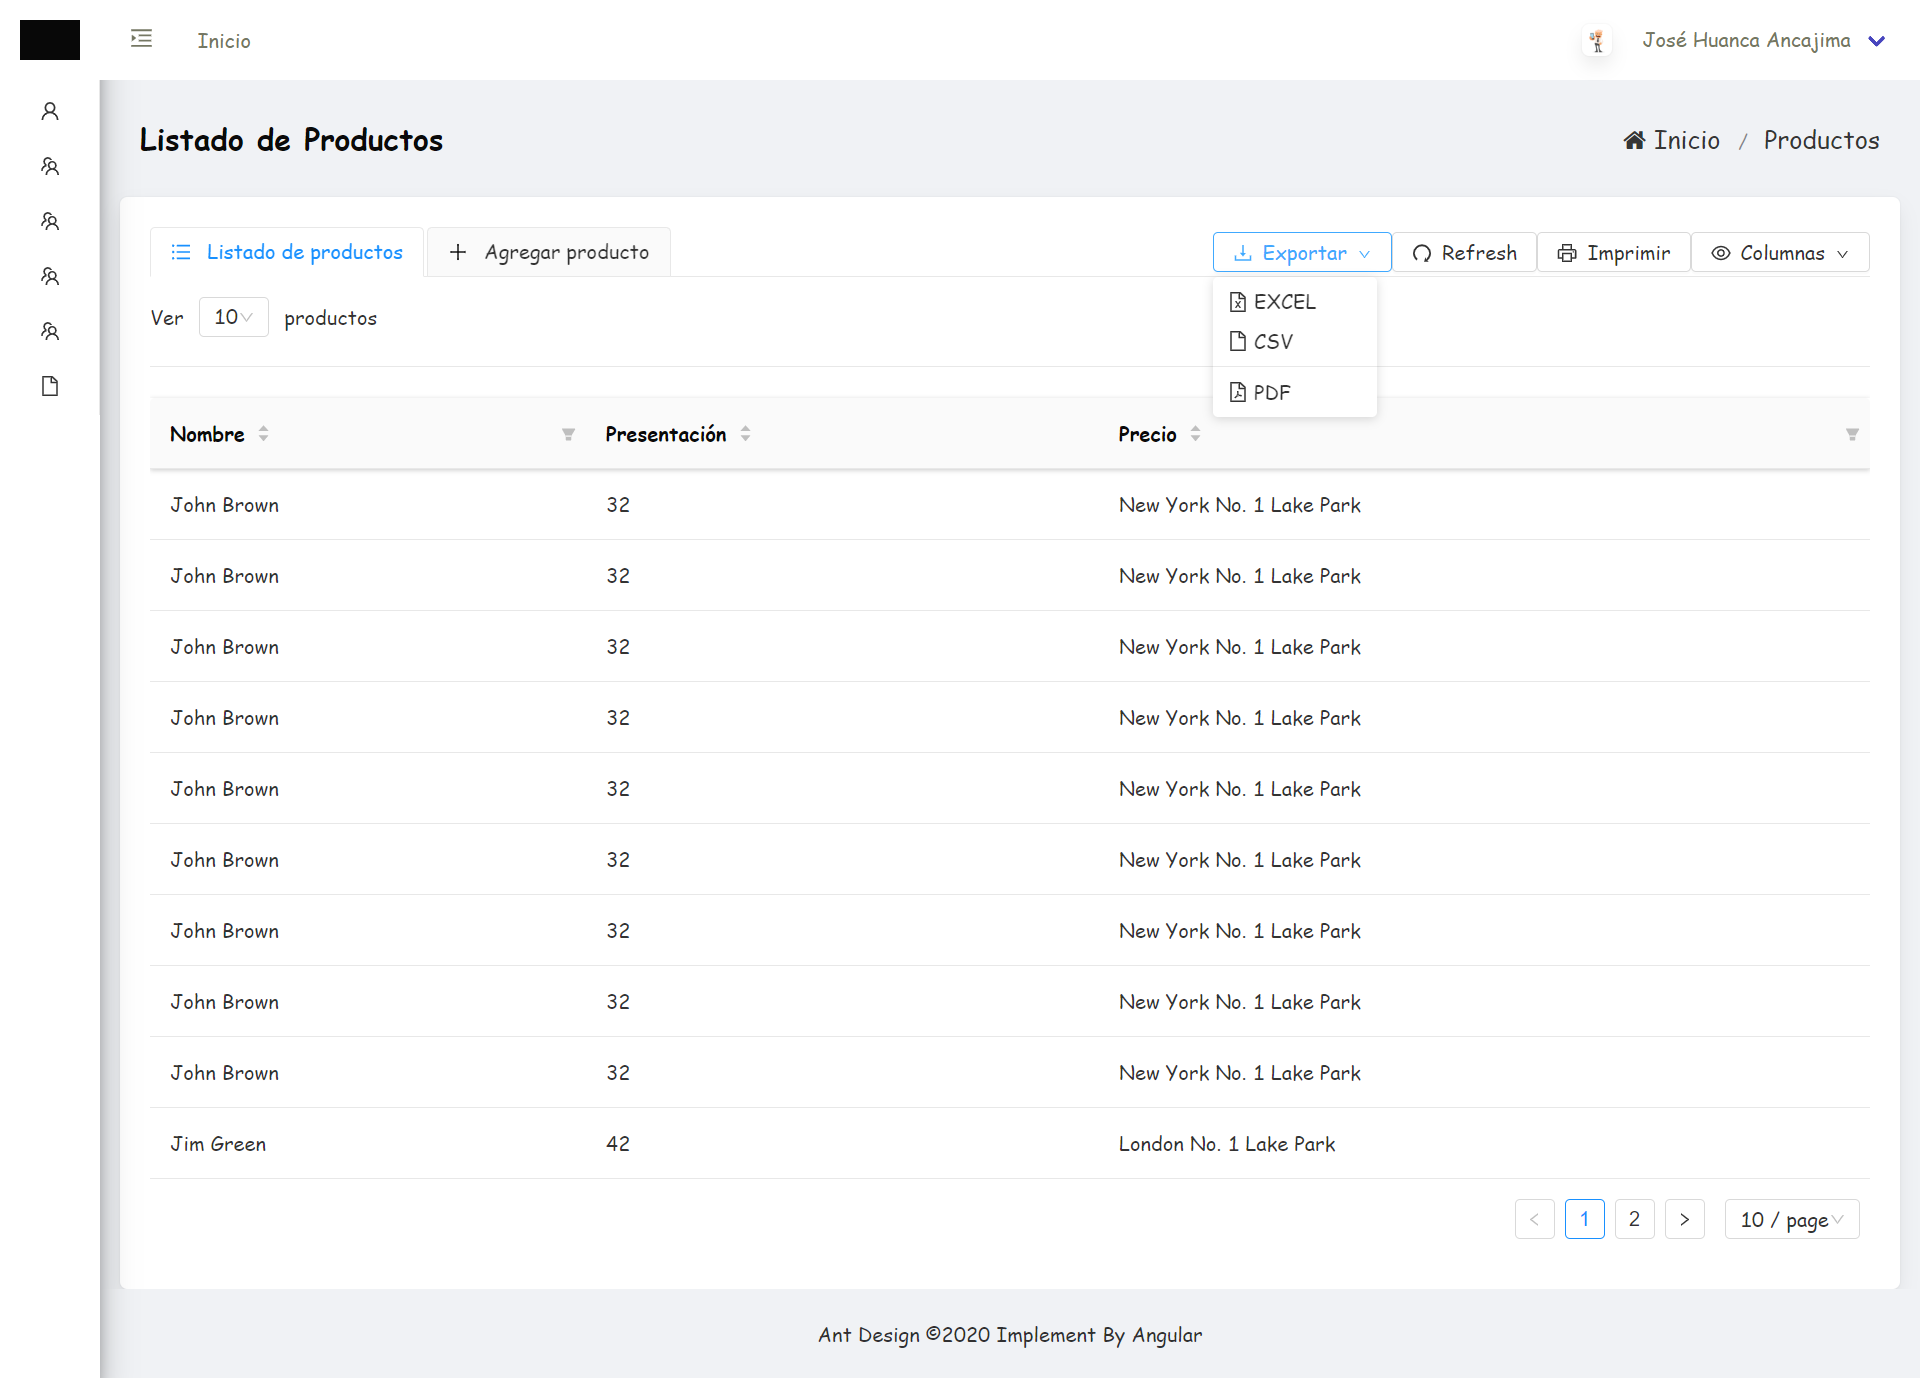 Inicio
José Huanca Ancajima
Listado de Productos
Inicio / Productos
Listado de productos
Agregar producto
Exportar
Refresh
Imprimir
Columnas
EXCEL
CSV
PDF
Ver 10 productos
Nombre Presentación Precio
John Brown 32 New York No. 1 Lake Park
John Brown 32 New York No. 1 Lake Park
John Brown 32 New York No. 1 Lake Park
John Brown 32 New York No. 1 Lake Park
John Brown 32 New York No. 1 Lake Park
John Brown 32 New York No. 1 Lake Park
John Brown 32 New York No. 1 Lake Park
John Brown 32 New York No. 1 Lake Park
John Brown 32 New York No. 1 Lake Park
Jim Green 42 London No. 1 Lake Park
< 1 2 > 10 / page
Ant Design ©2020 Implement By Angular